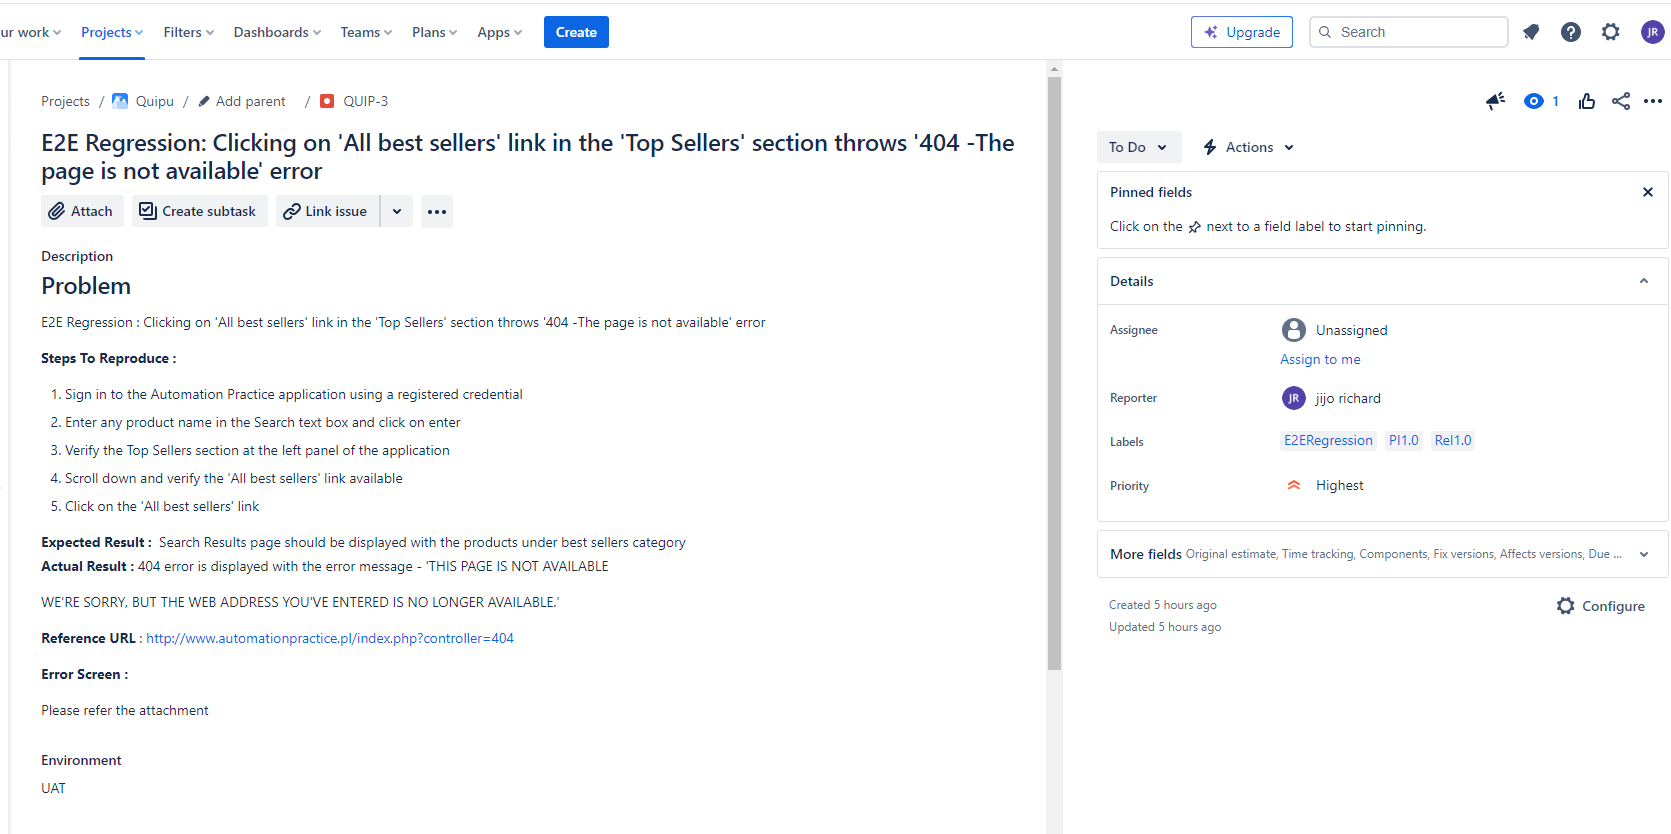 ur work Projects Filters Dashboards Teams Plans Apps Create Upgrade Search JR
Projects / Quipu / Add parent / QUIP-3 1
E2E Regression: Clicking on 'All best sellers' link in the 'Top Sellers' section throws '404 -The
page is not available' error
Attach Create subtask Link issue
Description
Problem
E2E Regression : Clicking on 'All best sellers' link in the 'Top Sellers' section throws '404 -The page is not available' error
Steps To Reproduce :
1. Sign in to the Automation Practice application using a registered credential
2. Enter any product name in the Search text box and click on enter
3. Verify the Top Sellers section at the left panel of the application
4. Scroll down and verify the 'All best sellers' link available
5. Click on the 'All best sellers' link
Expected Result : Search Results page should be displayed with the products under best sellers category
Actual Result : 404 error is displayed with the error message - 'THIS PAGE IS NOT AVAILABLE
WE'RE SORRY, BUT THE WEB ADDRESS YOU'VE ENTERED IS NO LONGER AVAILABLE.'
Reference URL : http://www.automationpractice.pl/index.php?controller=404
Error Screen :
Please refer the attachment
Environment
UAT
To Do Actions
Pinned fields
Click on the next to a field label to start pinning.
Details
Assignee Unassigned
Assign to me
Reporter JR jijo richard
Labels E2ERegression PI1.0 Rel1.0
Priority Highest
More fields Original estimate, Time tracking, Components, Fix versions, Affects versions, Due ...
Created 5 hours ago Configure
Updated 5 hours ago